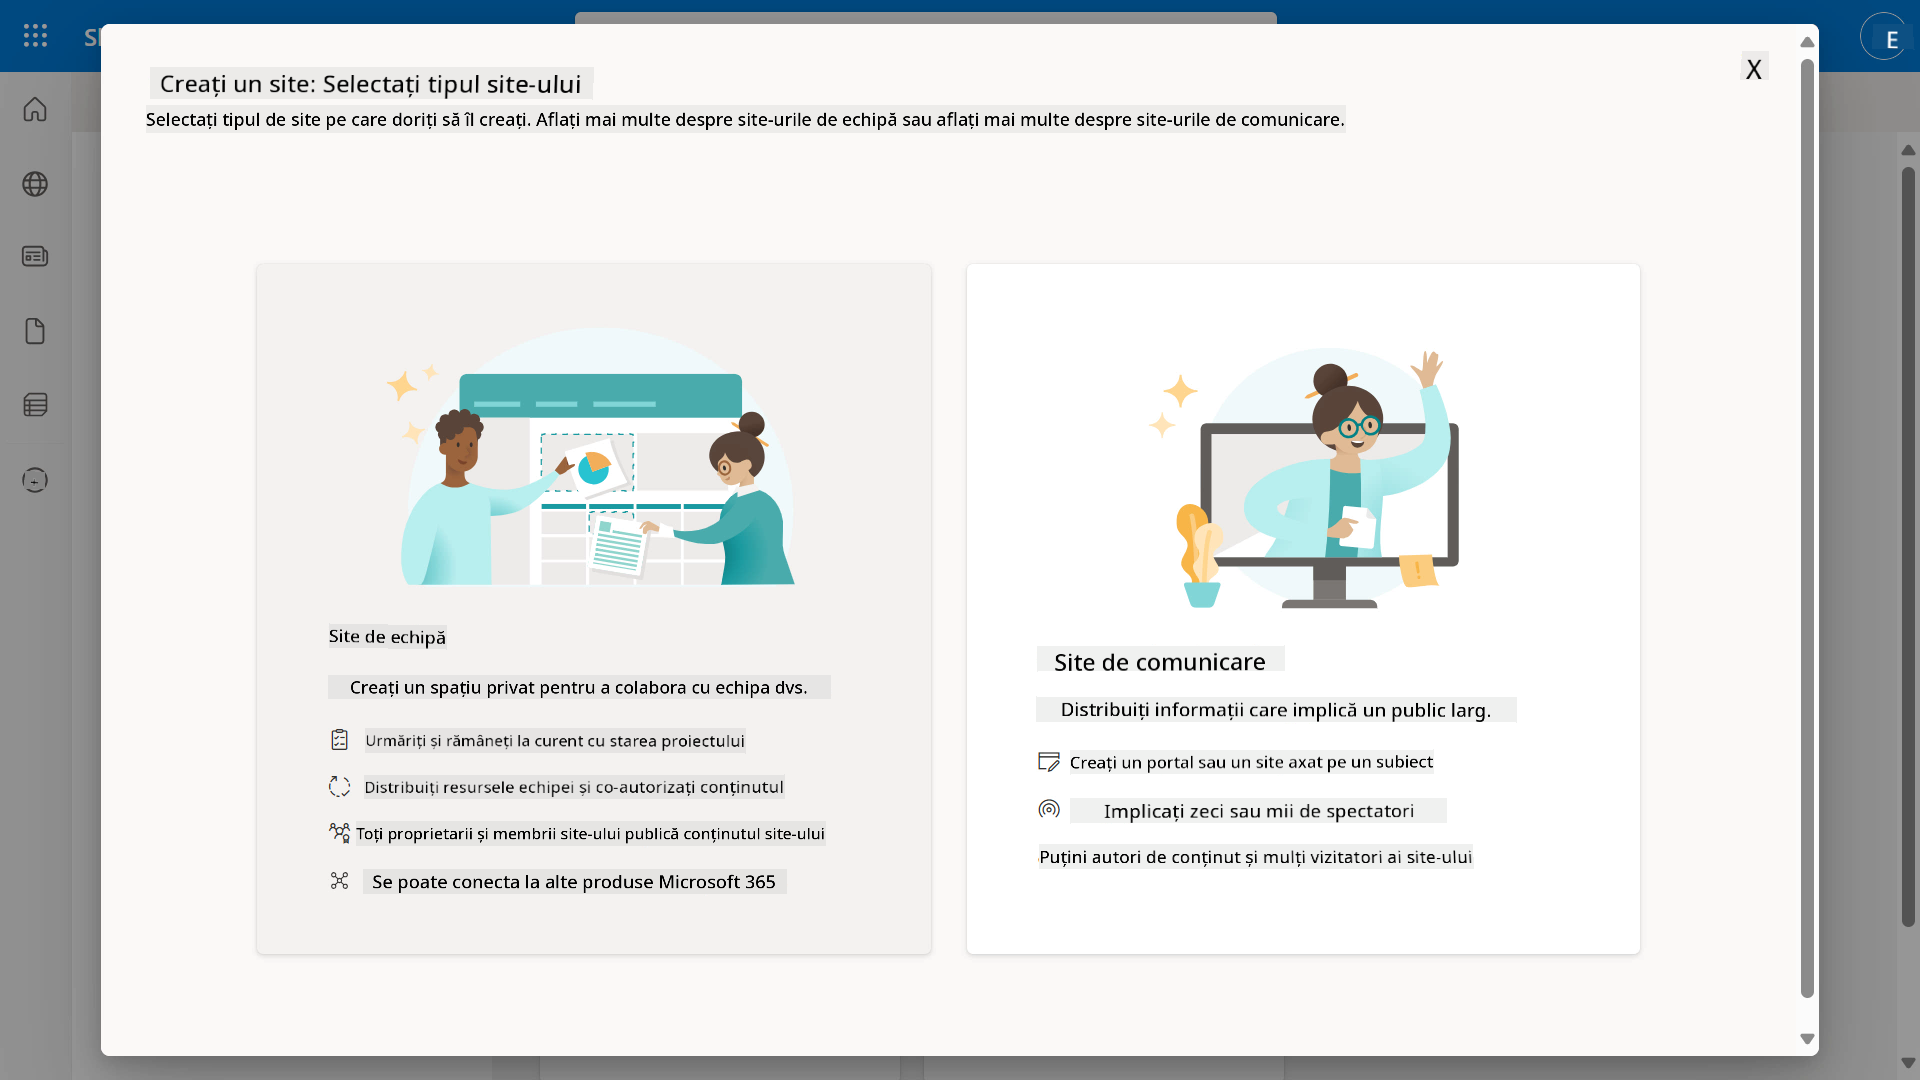 E
Creați un site: Selectați tipul site-ului
X
Selectați tipul de site pe care doriți să îl creați. Aflați mai multe despre site-urile de echipă sau aflați mai multe despre site-urile de comunicare.
Site de echipă
Creați un spațiu privat pentru a colabora cu echipa dvs.
Urmăriți și rămâneți la curent cu starea proiectului
Distribuiți resursele echipei și co-autorizați conținutul
Toți proprietarii și membrii site-ului publică conținutul site-ului
Se poate conecta la alte produse Microsoft 365
Site de comunicare
Distribuiți informații care implică un public larg.
Creați un portal sau un site axat pe un subiect
Implicați zeci sau mii de spectatori
Puțini autori de conținut și mulți vizitatori ai site-ului